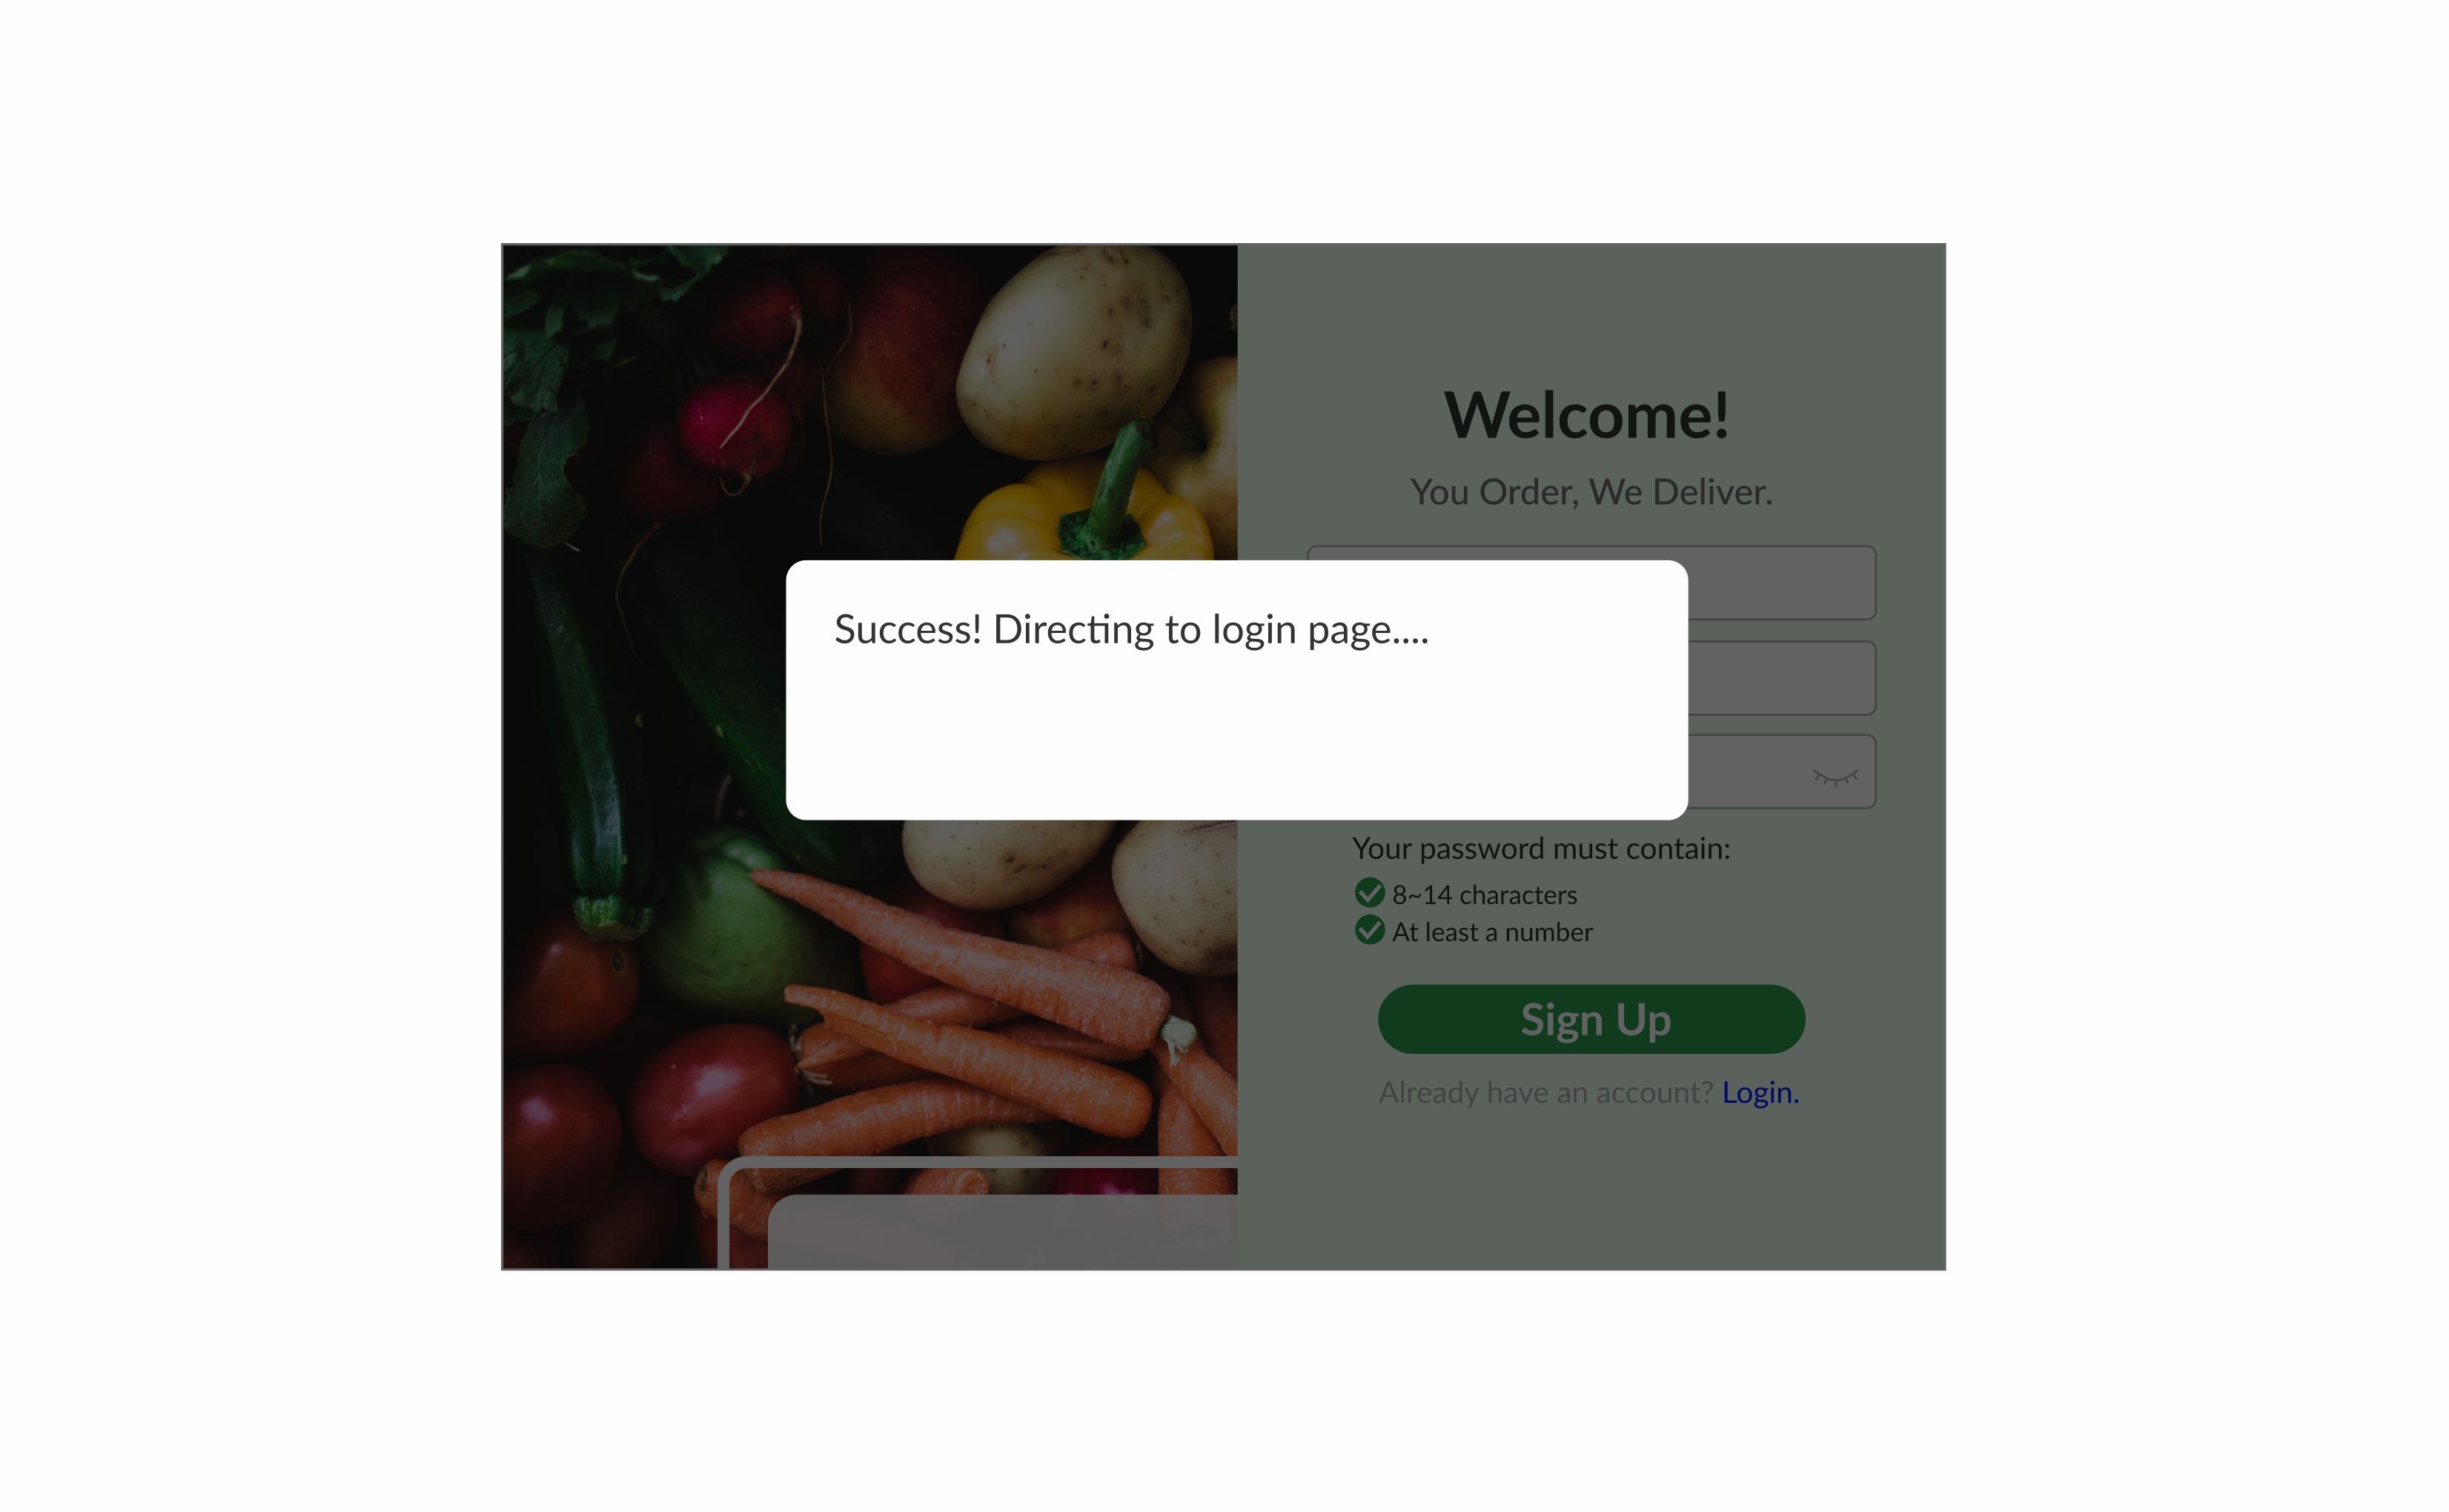 Welcome!
You Order, We Deliver.
Success! Directing to login page....
Your password must contain:
8~14 characters
At least a number
Sign Up
Already have an account? Login.